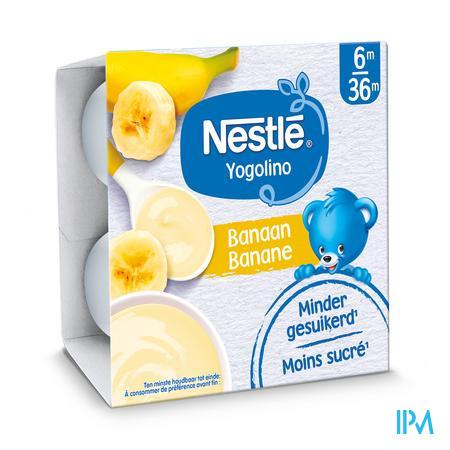 6m
36m
Nestlé®
Yogolino
Banaan
Banane
Minder
gesuikerd¹
Moins sucré¹
Ten minste houdbaar tot einde:
À consommer de préférence avant fin :
IPM